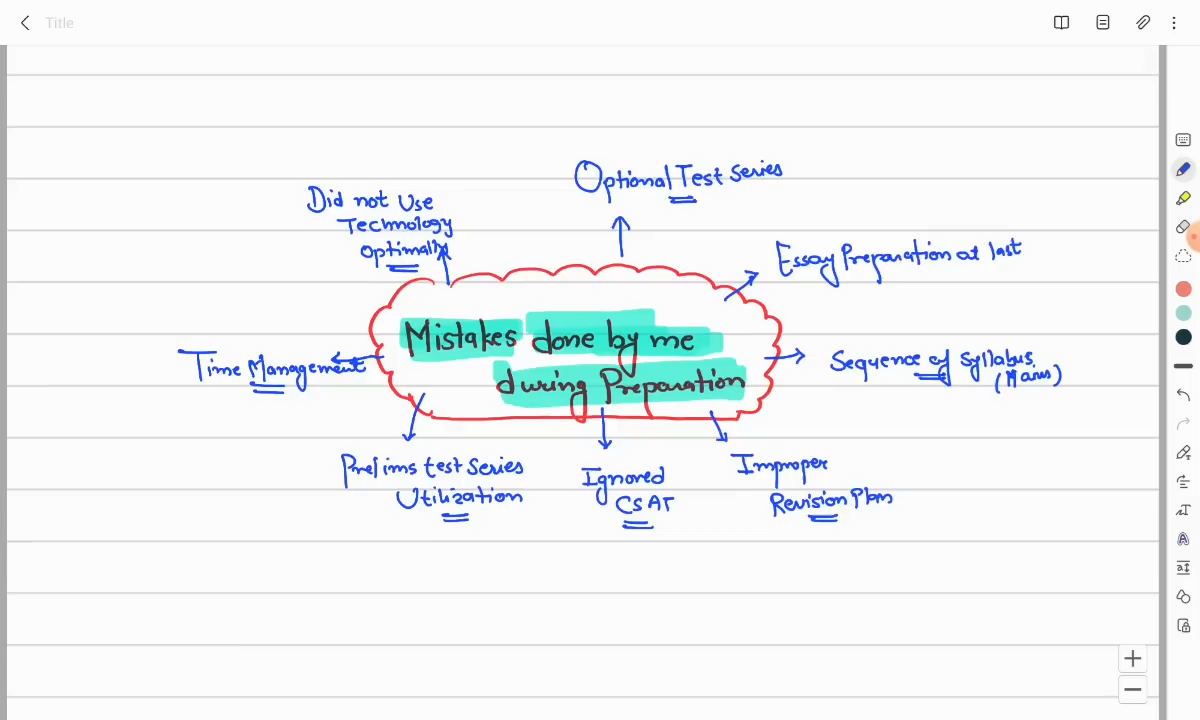 Title
Optional Test Series
Did not Use
Technology
Optimally
Essay Preparation at last
Mistakes done by me
during Preparation
Time Management
Sequence of Syllabus
(Mains)
Prelims test Series
Utilization
Ignored
CSAT
Improper
Revision Plan